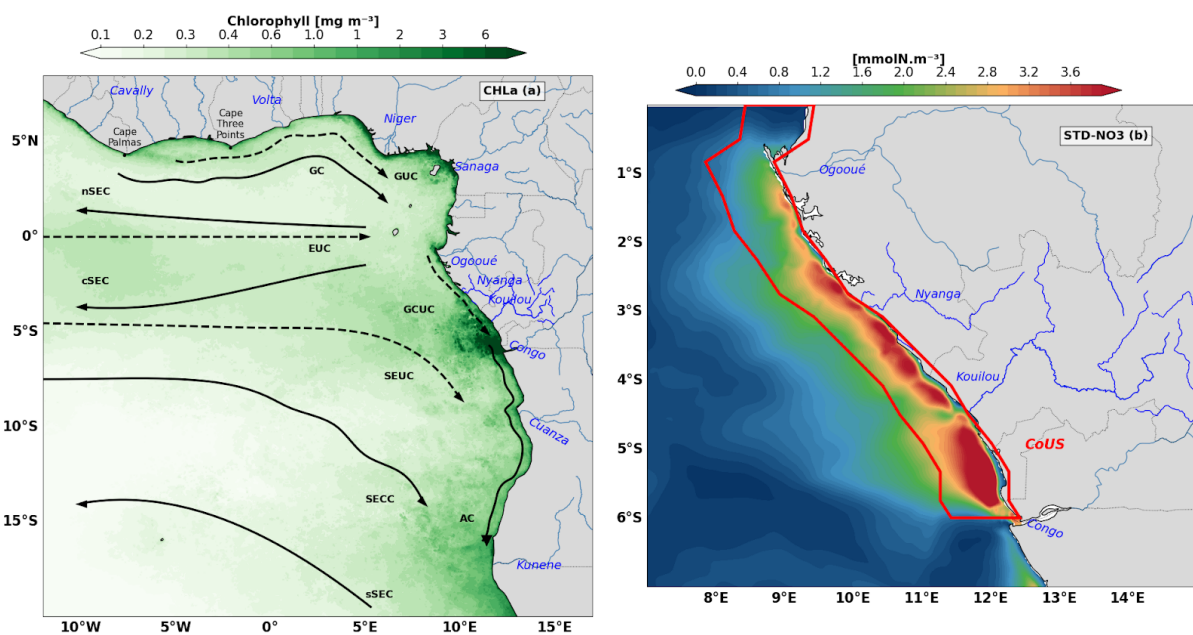 Chlorophyll [mg m⁻³]
0.1 0.2 0.4 0.6 1.0 1 2 3 6
CHLa (a)
Cavally
Volta
Niger
Cape
Palmas
Cape
Three
Points
Sanaga
GC
GUC
nSEC
EUC
cSEC
Ogooué
Nyanga
Kouilou
GCUC
Congo
SEUC
Cuanza
SECC
AC
Kunene
sSEC
5°N
0°
5°S
10°S
15°S
10°W 5°W 0° 5°E 10°E 15°E
[mmolN.m⁻³]
0.0 0.4 0.8 1.2 1.6 2.0 2.4 2.8 3.2 3.6
STD-NO3 (b)
Ogooué
Nyanga
Kouilou
CoUS
Congo
1°S
2°S
3°S
4°S
5°S
6°S
8°E 9°E 10°E 11°E 12°E 13°E 14°E